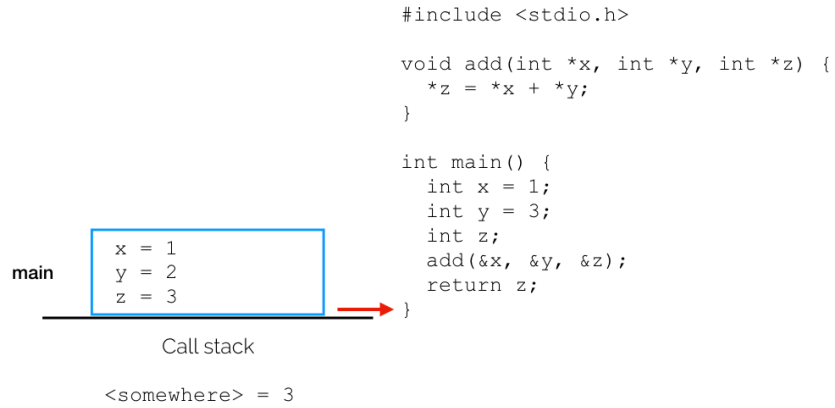 #include <stdio.h>
void add(int *x, int *y, int *z) {
*z = *x + *y;
}
int main() {
int x = 1;
int y = 3;
int z;
add(&x, &y, &z);
return z;
}
main
x = 1
y = 2
z = 3
Call stack
<somewhere> = 3